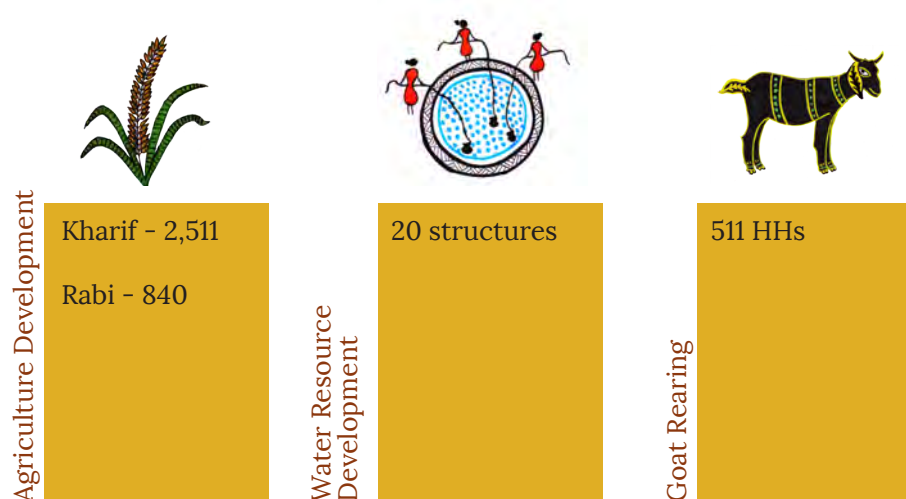 Agriculture Development
Kharif - 2,511
Rabi - 840
Water Resource
Development
20 structures
Goat Rearing
511 HHs